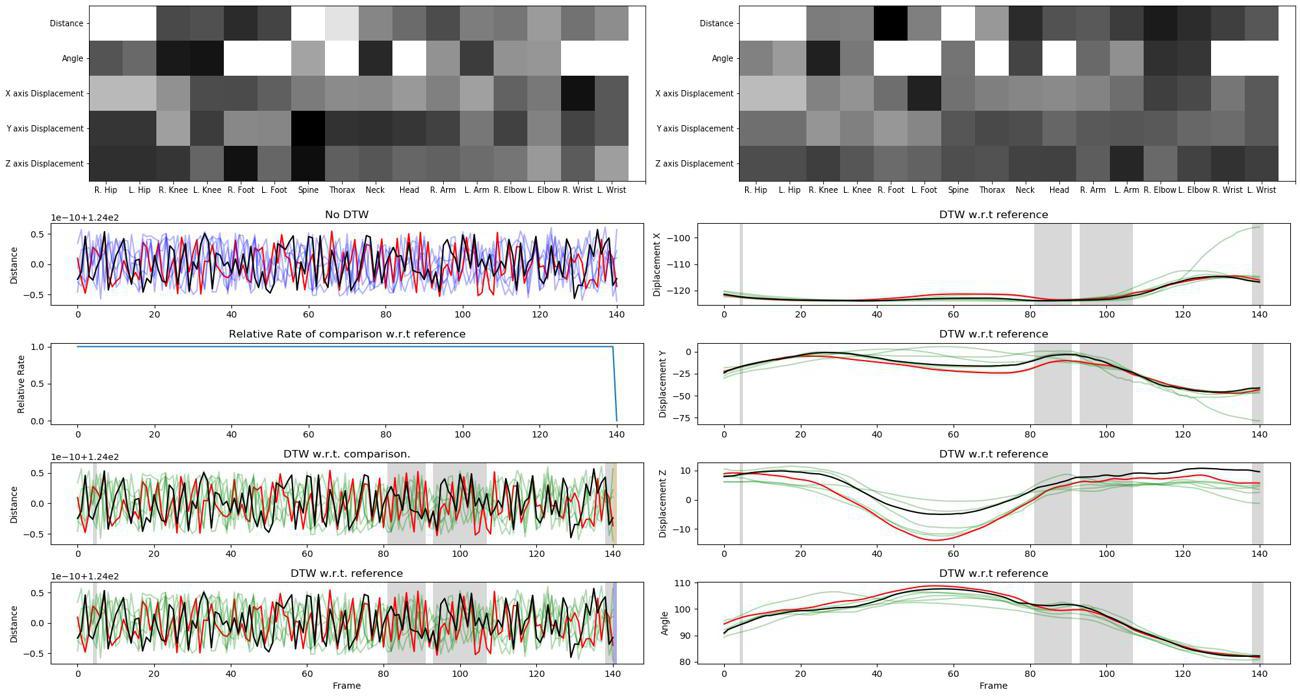 Distance
Angle
X axis Displacement
Y axis Displacement
Z axis Displacement
R. Hip L. Hip R. Knee L. Knee R. Foot L. Foot Spine Thorax Neck Head R. Arm L. Arm R. Elbow L. Elbow R. Wrist L. Wrist
Distance
Angle
X axis Displacement
Y axis Displacement
Z axis Displacement
R. Hip L. Hip R. Knee L. Knee R. Foot L. Foot Spine Thorax Neck Head R. Arm L. Arm R. Elbow L. Elbow R. Wrist L. Wrist
No DTW
1e−10+1.24e2
Distance
0.5
0.0
−0.5
0 20 40 60 80 100 120 140
Relative Rate of comparison w.r.t reference
Relative Rate
1.0
0.5
0.0
0 20 40 60 80 100 120 140
DTW w.r.t. comparison.
1e−10+1.24e2
Distance
0.5
0.0
−0.5
0 20 40 60 80 100 120 140
DTW w.r.t. reference
1e−10+1.24e2
Distance
0.5
0.0
−0.5
0 20 40 60 80 100 120 140
Frame
DTW w.r.t reference
Diplacement X
−100
−110
−120
0 20 40 60 80 100 120 140
DTW w.r.t reference
Displacement Y
0
−25
−50
−75
0 20 40 60 80 100 120 140
DTW w.r.t reference
Displacement Z
10
0
−10
0 20 40 60 80 100 120 140
DTW w.r.t reference
Angle
110
100
90
80
0 20 40 60 80 100 120 140
Frame